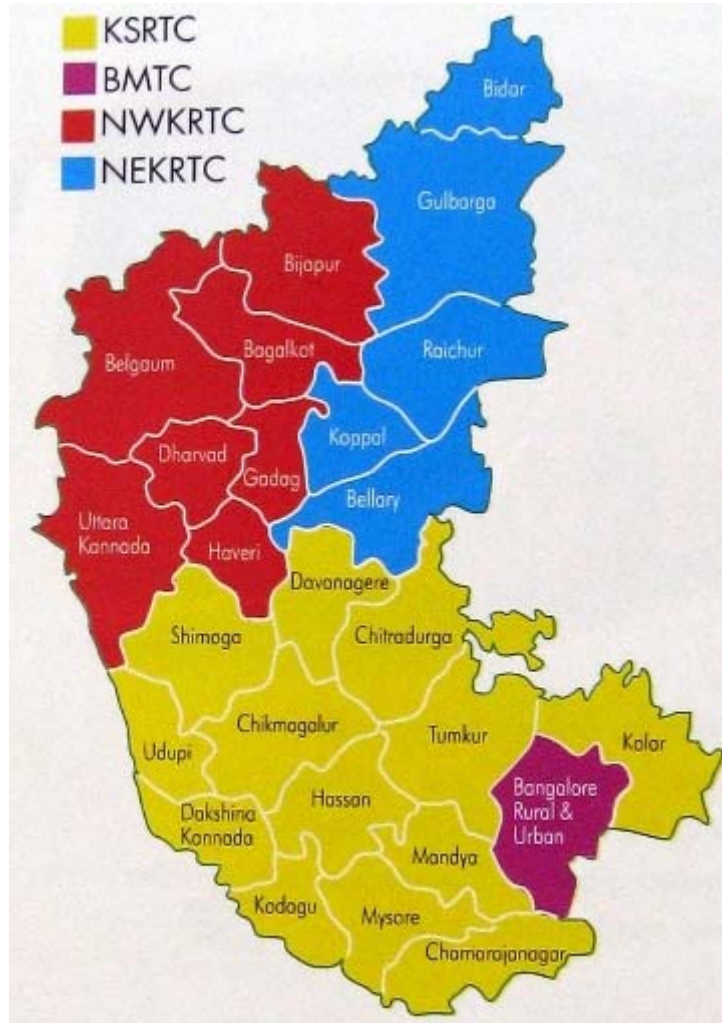 KSRTC
BMTC
NWKRTC
NEKRTC
Bidar
Gulbarga
Bijapur
Bagalkot
Raichur
Belgaum
Koppal
Dharvad
Gadag
Bellary
Uttara
Kannada
Haveri
Davanagere
Shimoga
Chitradurga
Chikmagalur
Tumkur
Kolar
Udupi
Bangalore
Rural &
Urban
Hassan
Dakshina
Kannada
Mandya
Kodagu
Mysore
Chamarajanagar